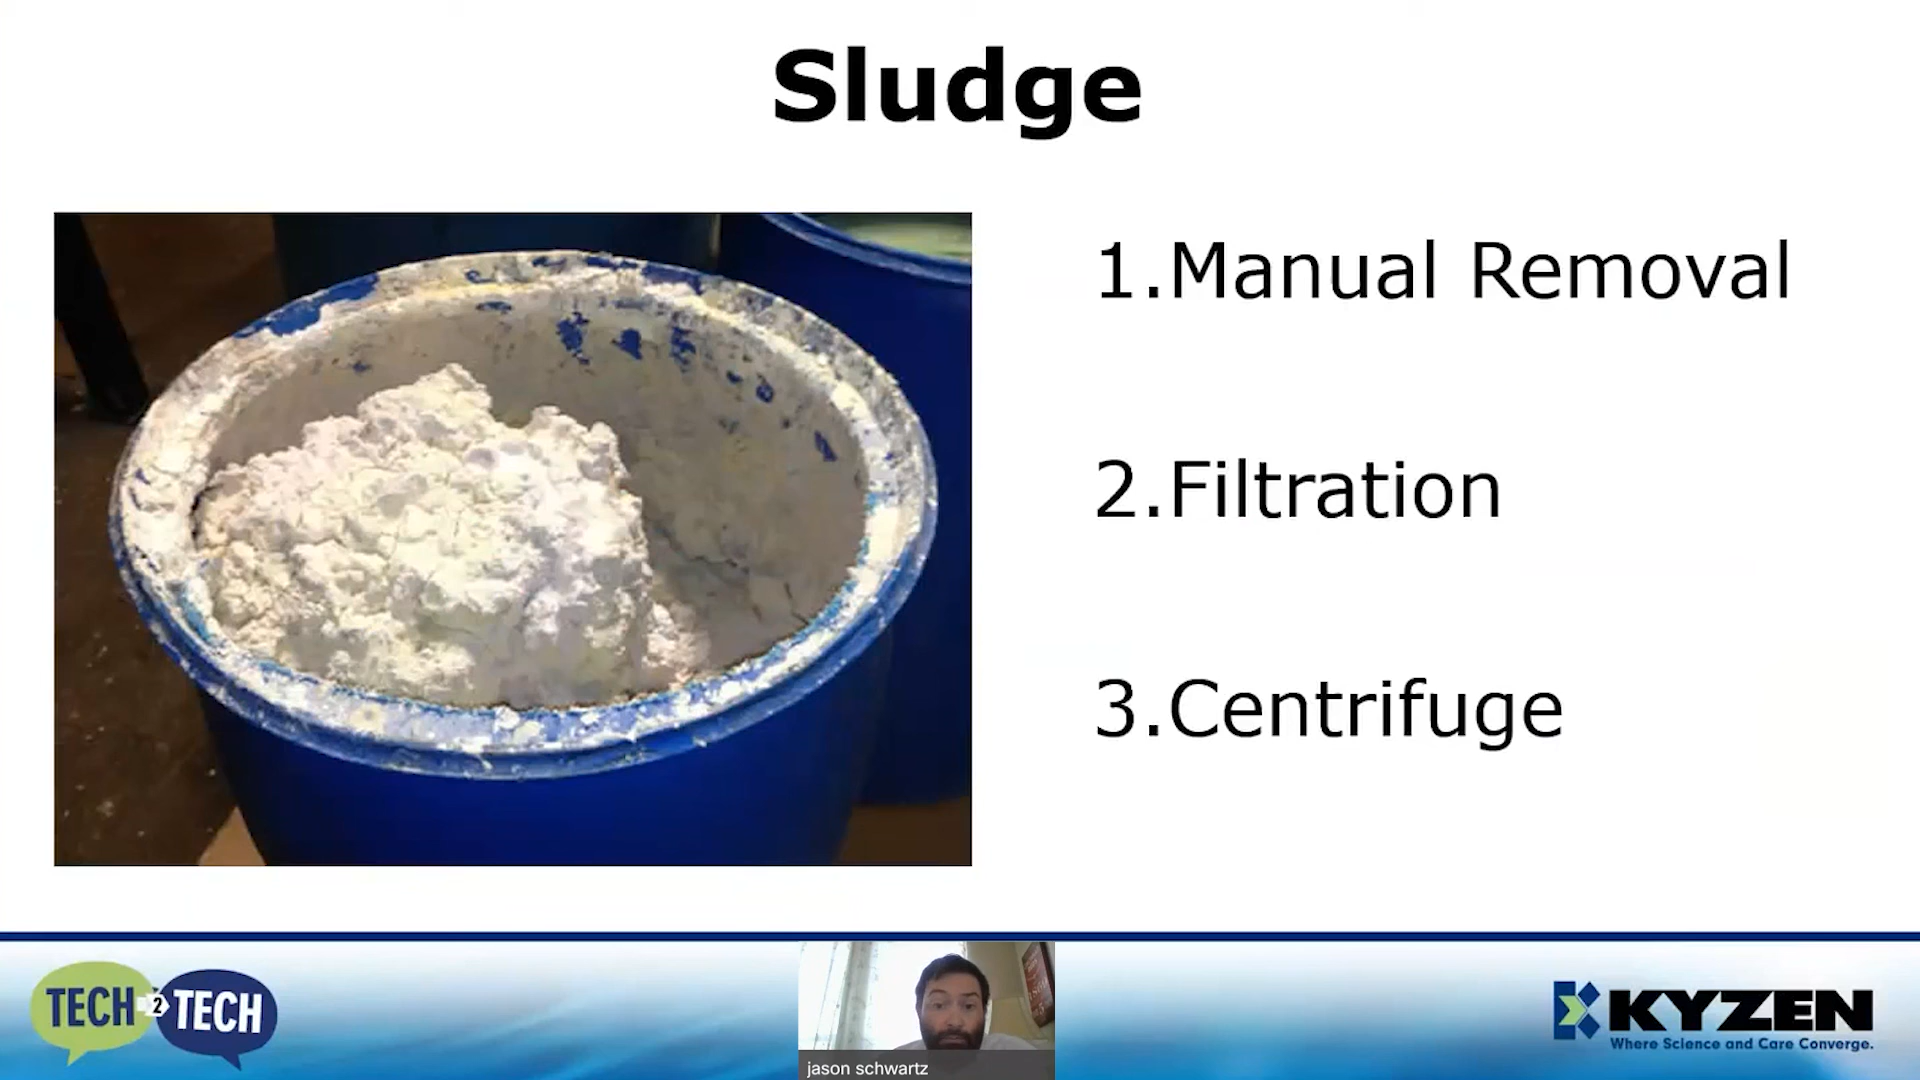 Sludge
1.Manual Removal
2.Filtration
3.Centrifuge
TECH 2 TECH
jason schwartz
KYZEN
Where Science and Care Converge.